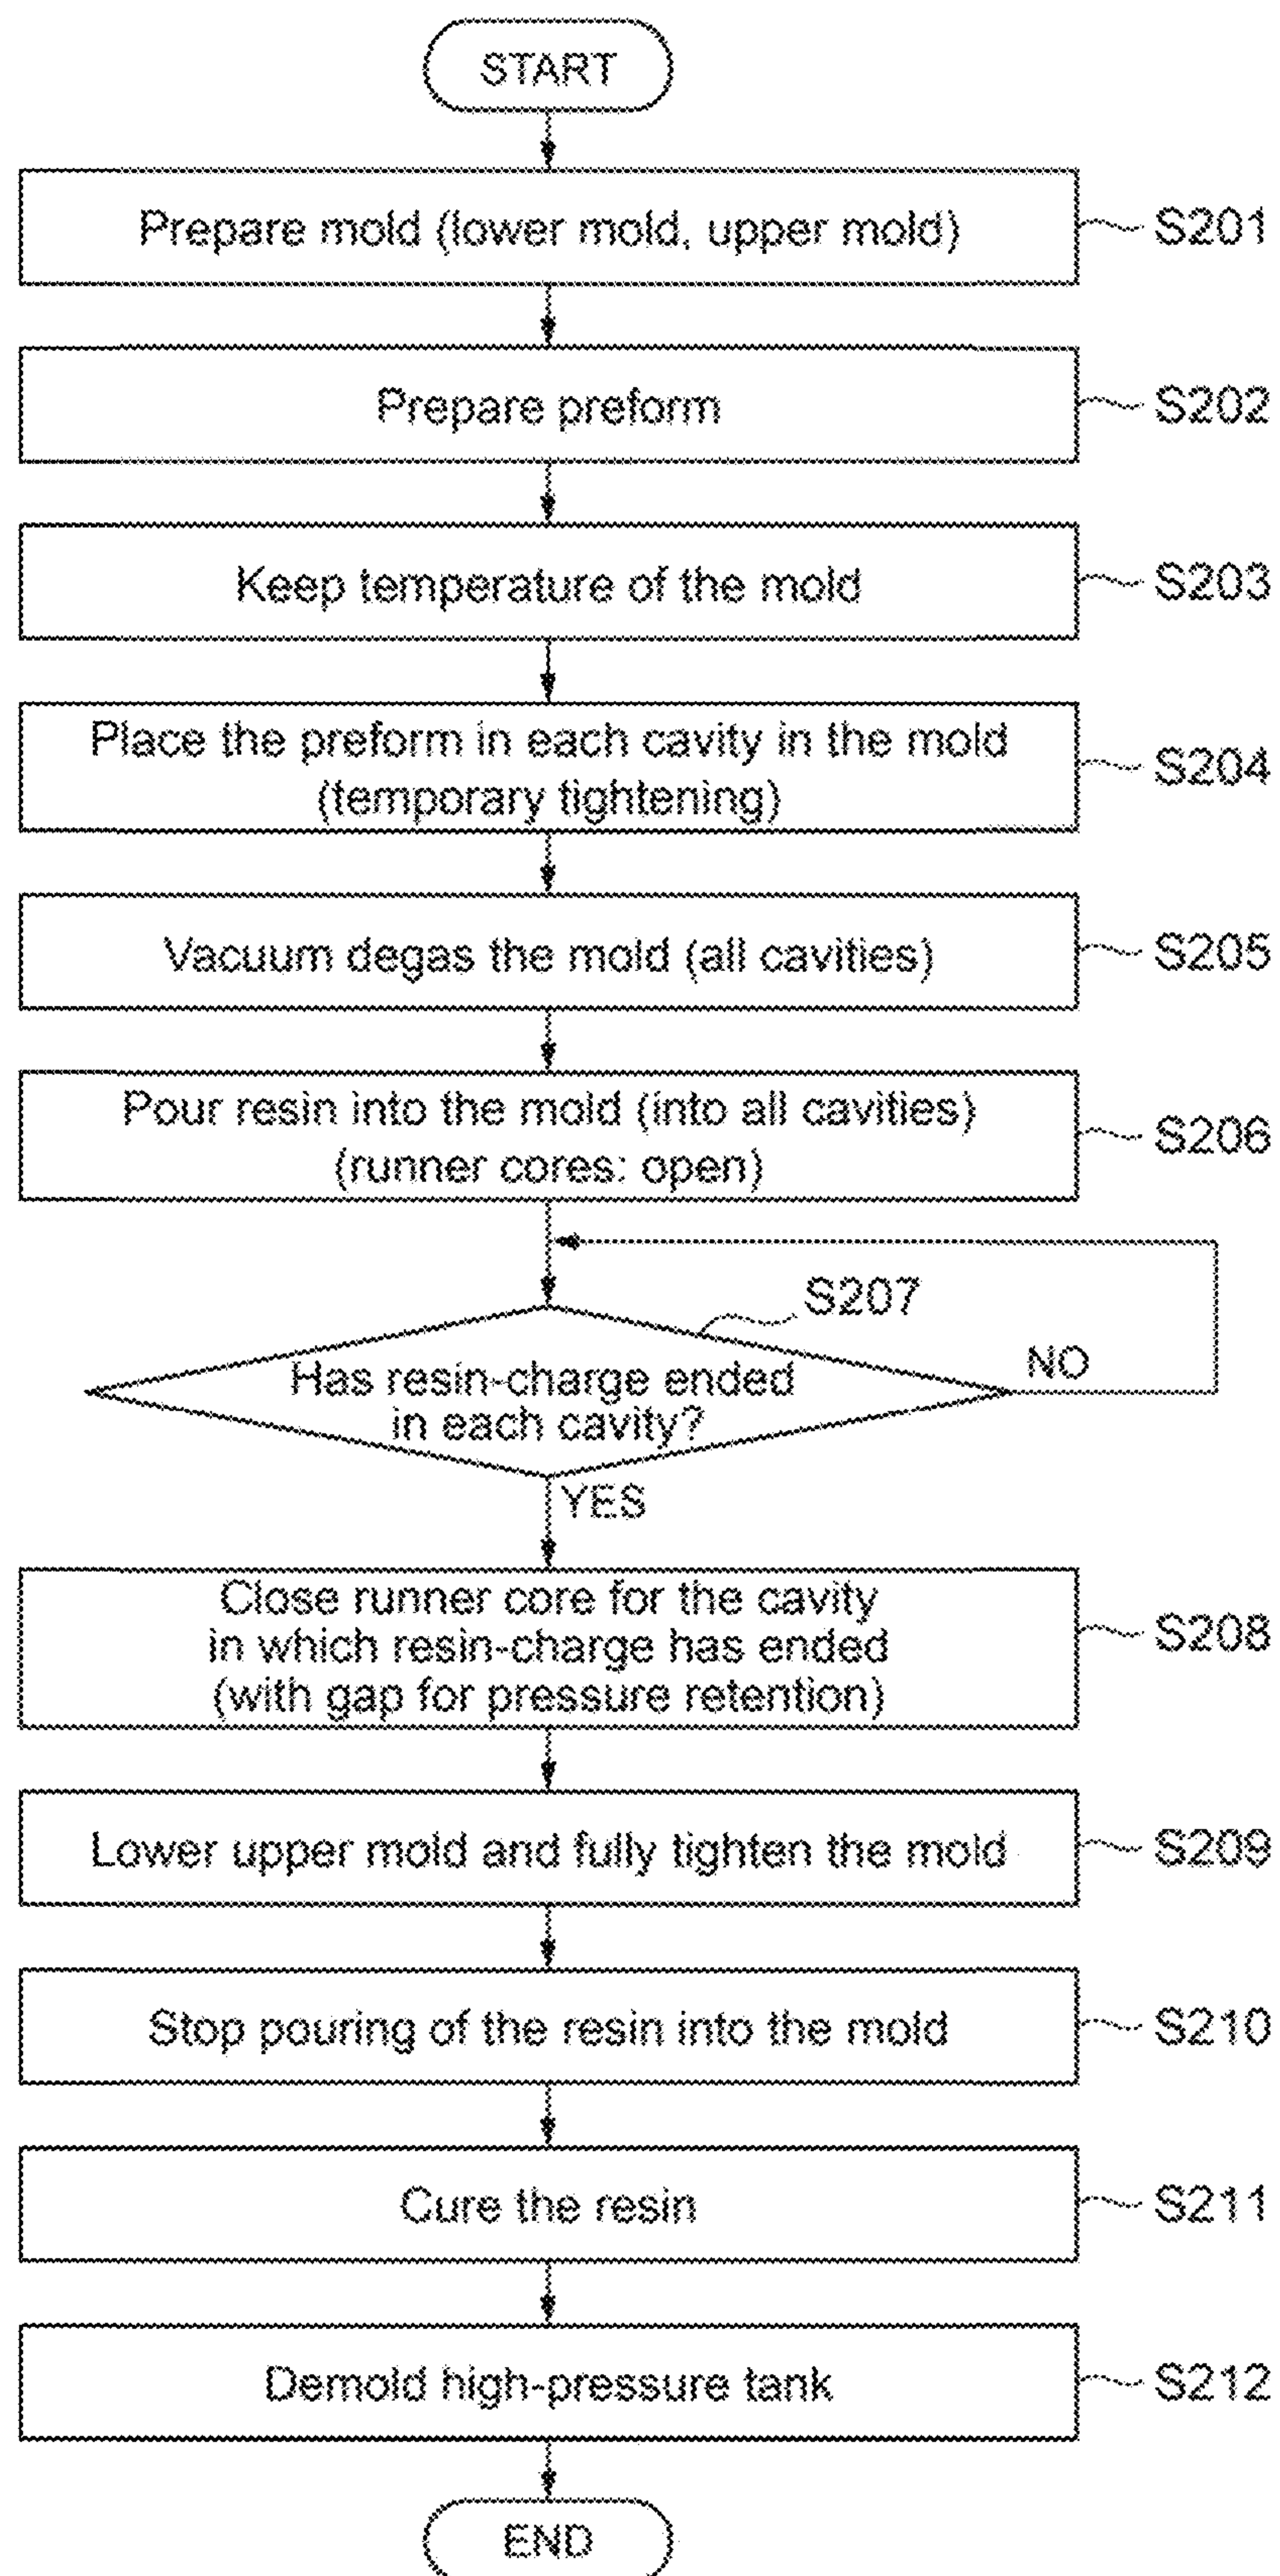 START
Prepare mold (lower mold, upper mold)
S201
Prepare preform
S202
Keep temperature of the mold
S203
Place the preform in each cavity in the mold
(temporary tightening)
S204
Vacuum degas the mold (all cavities)
S205
Pour resin into the mold (into all cavities)
(runner cores: open)
S206
S207
Has resin-charge ended
in each cavity?
NO
YES
Close runner core for the cavity
in which resin-charge has ended
(with gap for pressure retention)
S208
Lower upper mold and fully tighten the mold
S209
Stop pouring of the resin into the mold
S210
Cure the resin
S211
Demold high-pressure tank
S212
END